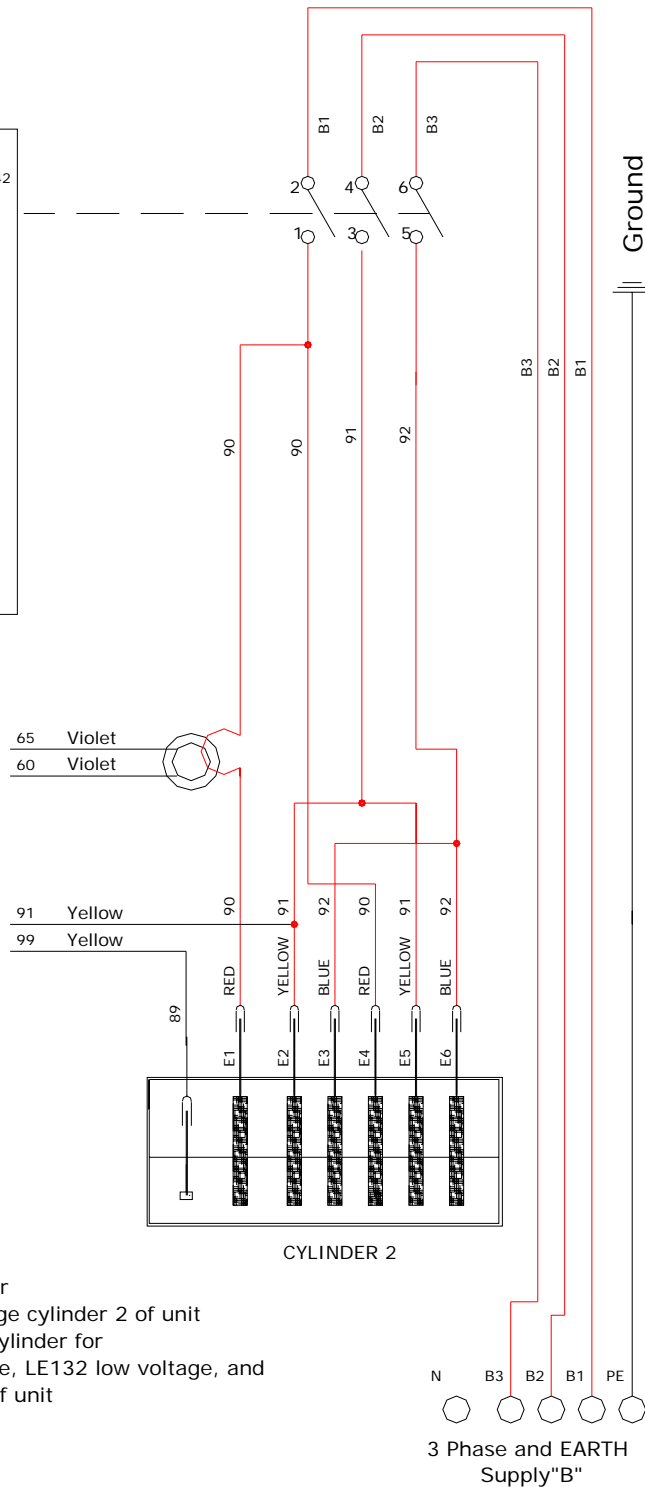 B1
B2
B3
42
2
4
6
1
3
5
Ground
B3
B2
B1
90
90
91
92
65 Violet
60 Violet
91 Yellow
99 Yellow
90
91
92
90
91
92
RED
YELLOW
BLUE
RED
YELLOW
BLUE
89
E1
E2
E3
E4
E5
E6
CYLINDER 2
r
ge cylinder 2 of unit
ylinder for
e, LE132 low voltage, and
f unit
N
B3
B2
B1
PE
3 Phase and EARTH
Supply"B"